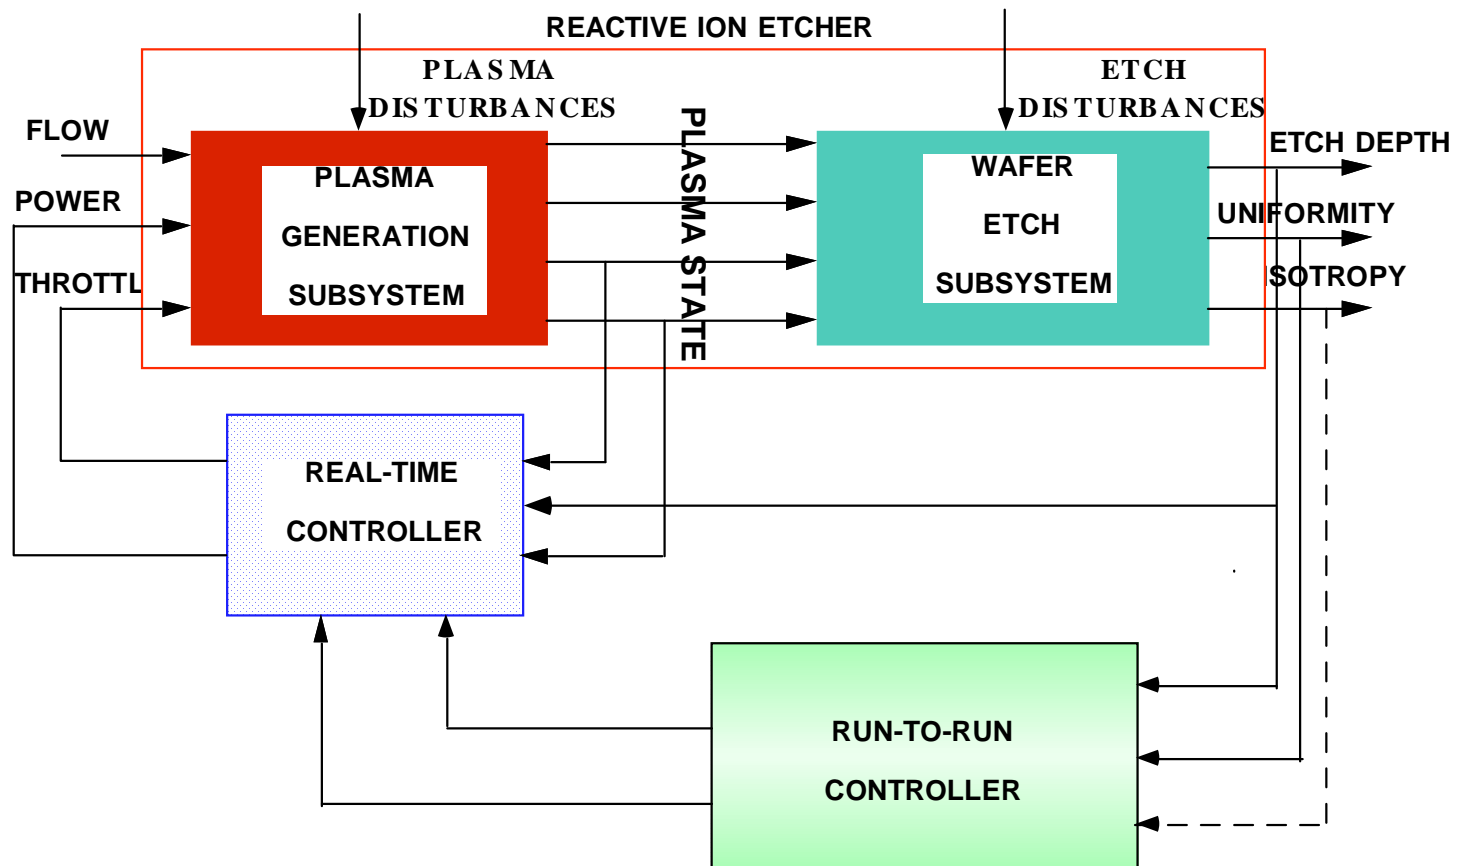 REACTIVE ION ETCHER
PLASMA
DISTURBANCES
ETCH
DISTURBANCES
FLOW
POWER
THROTTL
PLASMA
GENERATION
SUBSYSTEM
PLASMA STATE
WAFER
ETCH
SUBSYSTEM
ETCH DEPTH
UNIFORMITY
ISOTROPY
REAL-TIME
CONTROLLER
RUN-TO-RUN
CONTROLLER